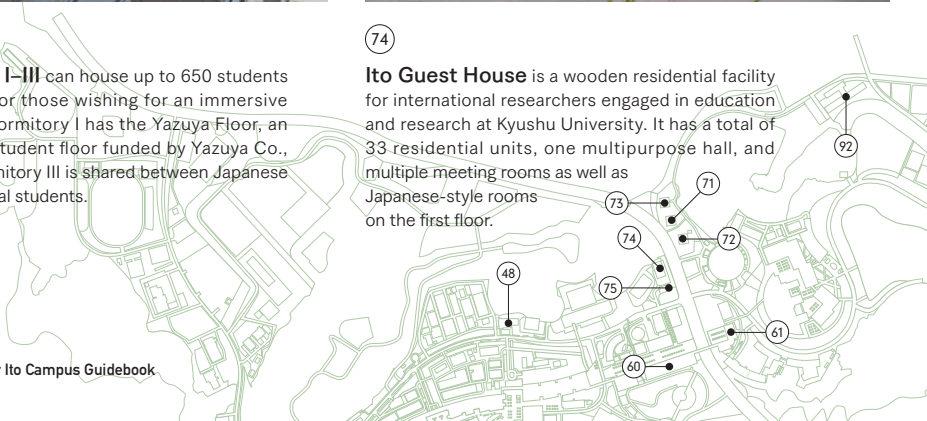 I–III can house up to 650 students
or those wishing for an immersive
ormitory I has the Yazuya Floor, an
tudent floor funded by Yazuya Co.,
nitory III is shared between Japanese
al students.
74
Ito Guest House is a wooden residential facility
for international researchers engaged in education
and research at Kyushu University. It has a total of
33 residential units, one multipurpose hall, and
multiple meeting rooms as well as
Japanese-style rooms
on the first floor.
92
71
73
72
74
48
75
61
60
Ito Campus Guidebook